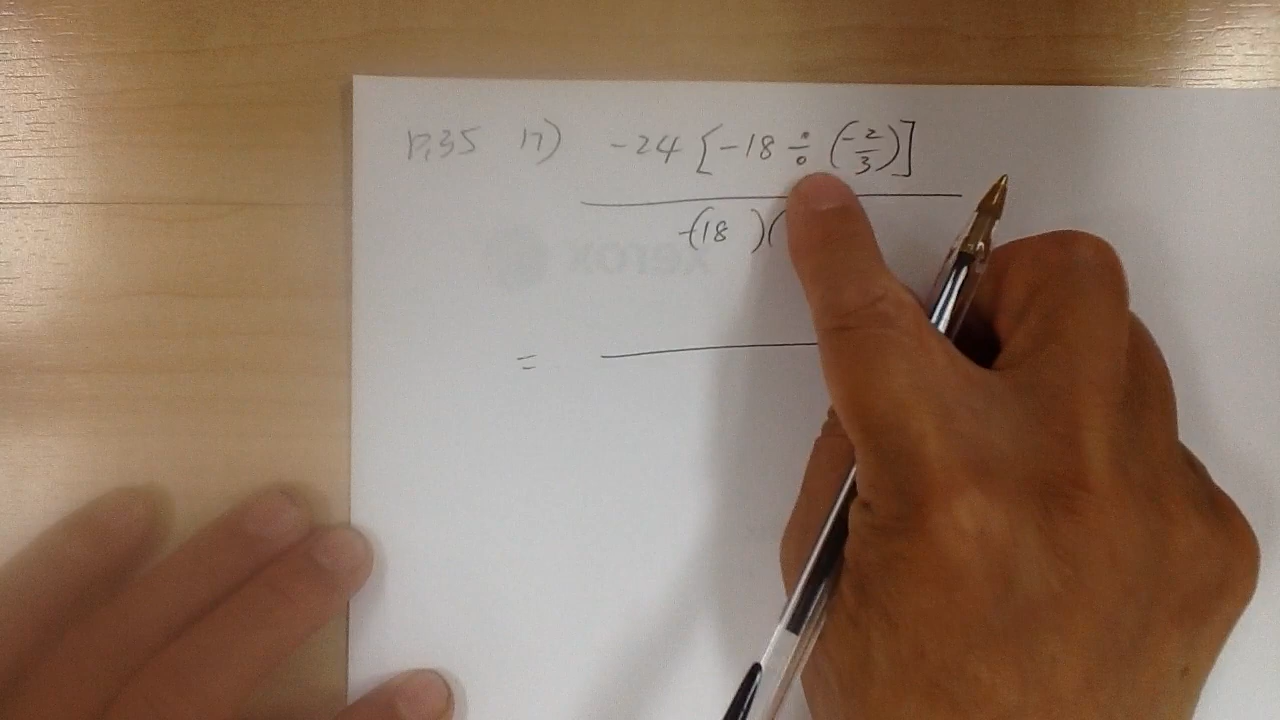 P.35 17) -24 [-18 ÷ (-2/3)]
-(18 )(
=
xerox